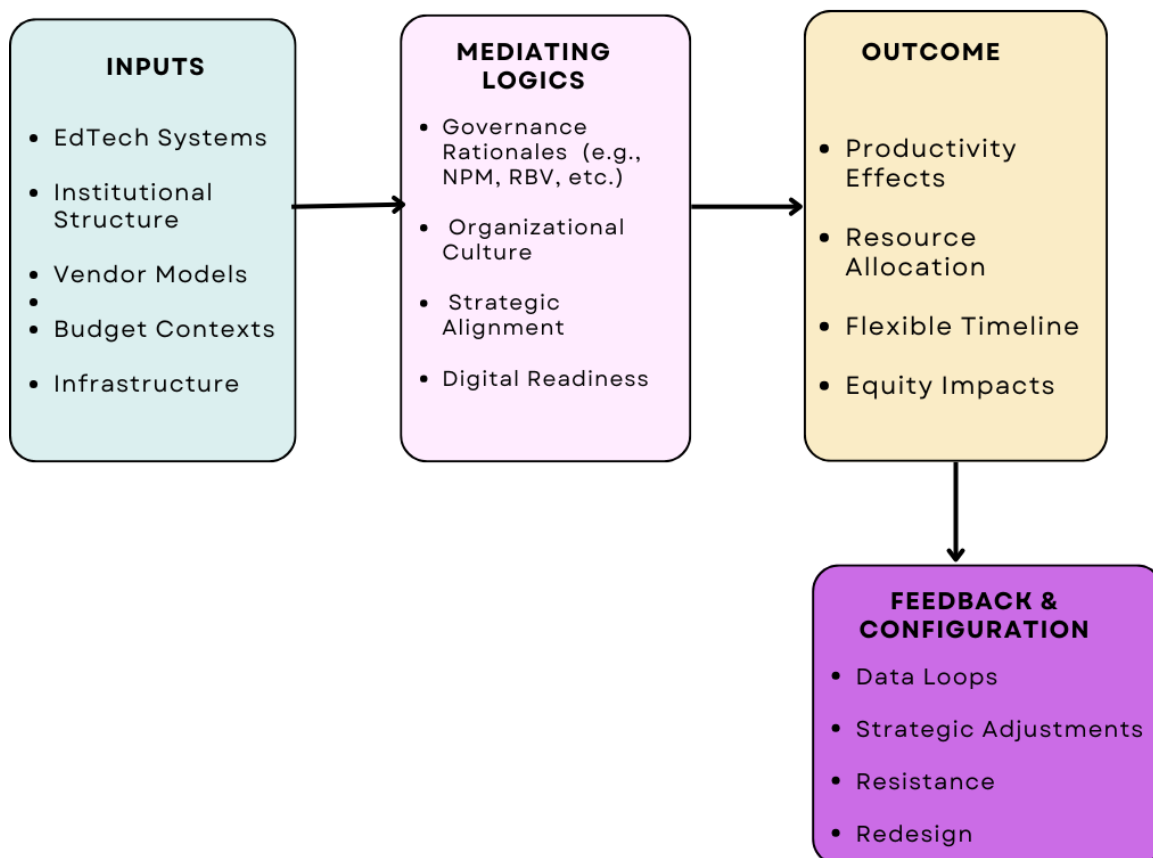 INPUTS
• EdTech Systems
• Institutional
Structure
• Vendor Models
•
• Budget Contexts
• Infrastructure
MEDIATING
LOGICS
• Governance
Rationales (e.g.,
NPM, RBV, etc.)
• Organizational
Culture
• Strategic
Alignment
• Digital Readiness
OUTCOME
• Productivity
Effects
• Resource
Allocation
• Flexible Timeline
• Equity Impacts
FEEDBACK &
CONFIGURATION
• Data Loops
• Strategic Adjustments
• Resistance
• Redesign